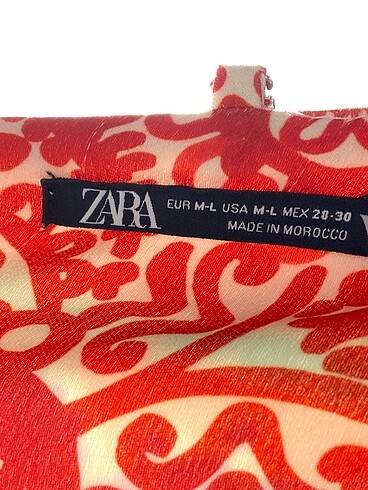 ZARA
EUR M-L USA M-L MEX 28-30
MADE IN MOROCCO